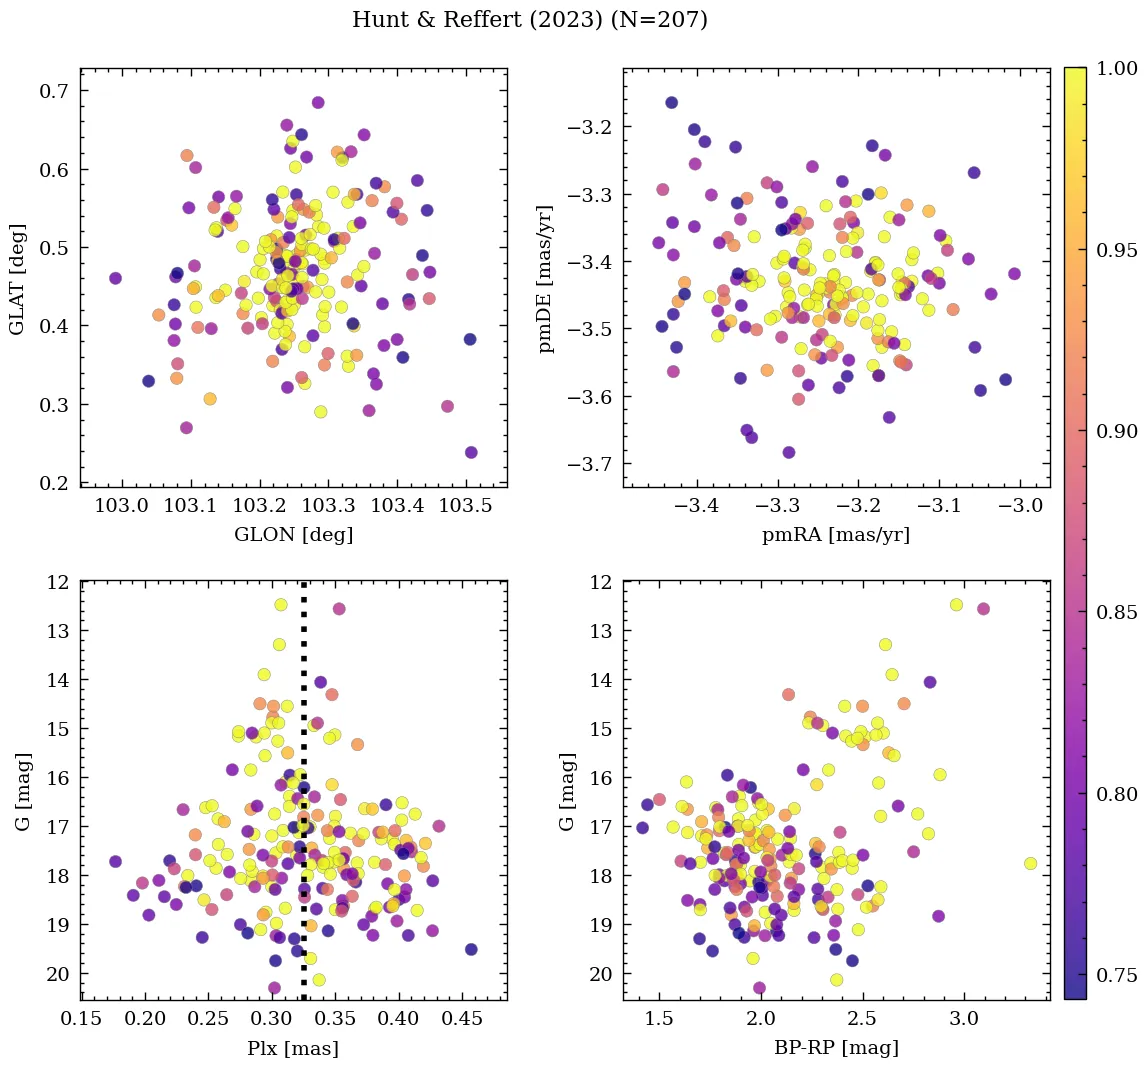 Hunt & Reffert (2023) (N=207)
0.7
0.6
0.5
0.4
0.3
0.2
GLAT [deg]
103.0 103.1 103.2 103.3 103.4 103.5
GLON [deg]
−3.2
−3.3
−3.4
−3.5
−3.6
−3.7
pmDE [mas/yr]
−3.4 −3.3 −3.2 −3.1 −3.0
pmRA [mas/yr]
1.00
0.95
0.90
0.85
0.80
0.75
12
13
14
15
16
17
18
19
20
G [mag]
0.15 0.20 0.25 0.30 0.35 0.40 0.45
Plx [mas]
12
13
14
15
16
17
18
19
20
G [mag]
1.5 2.0 2.5 3.0
BP-RP [mag]